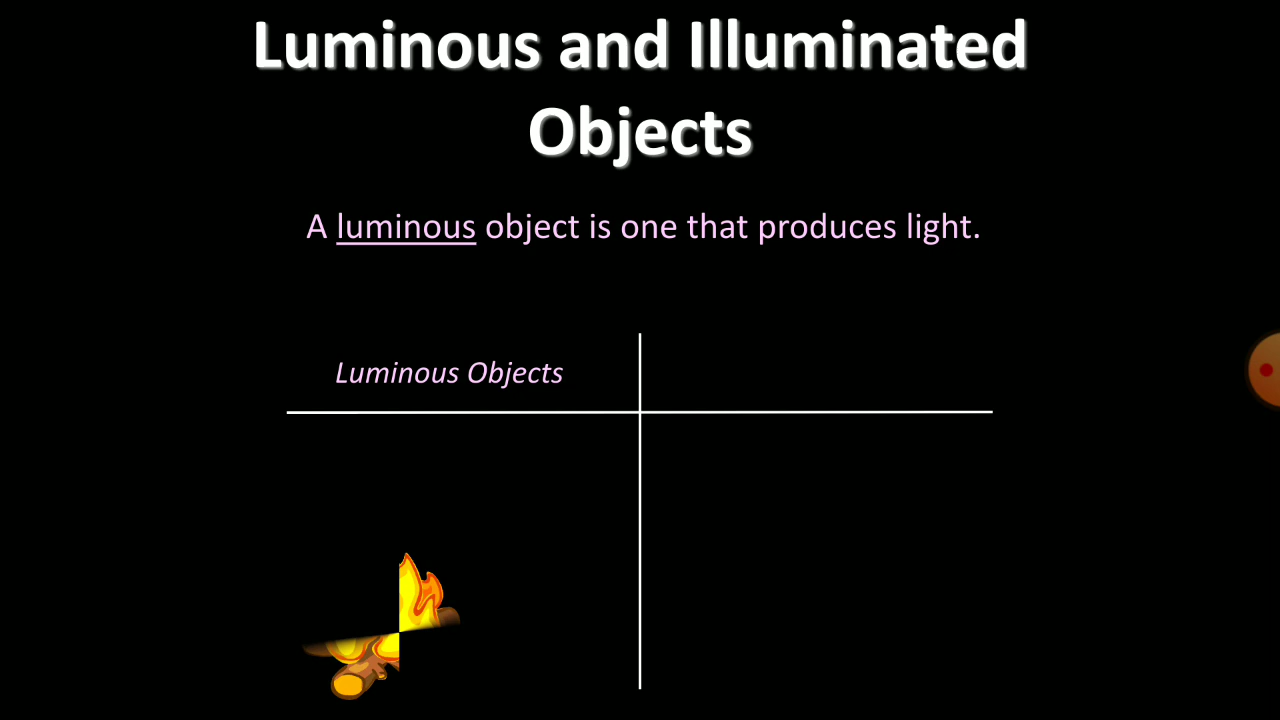 Luminous and Illuminated
Objects
A luminous object is one that produces light.
Luminous Objects